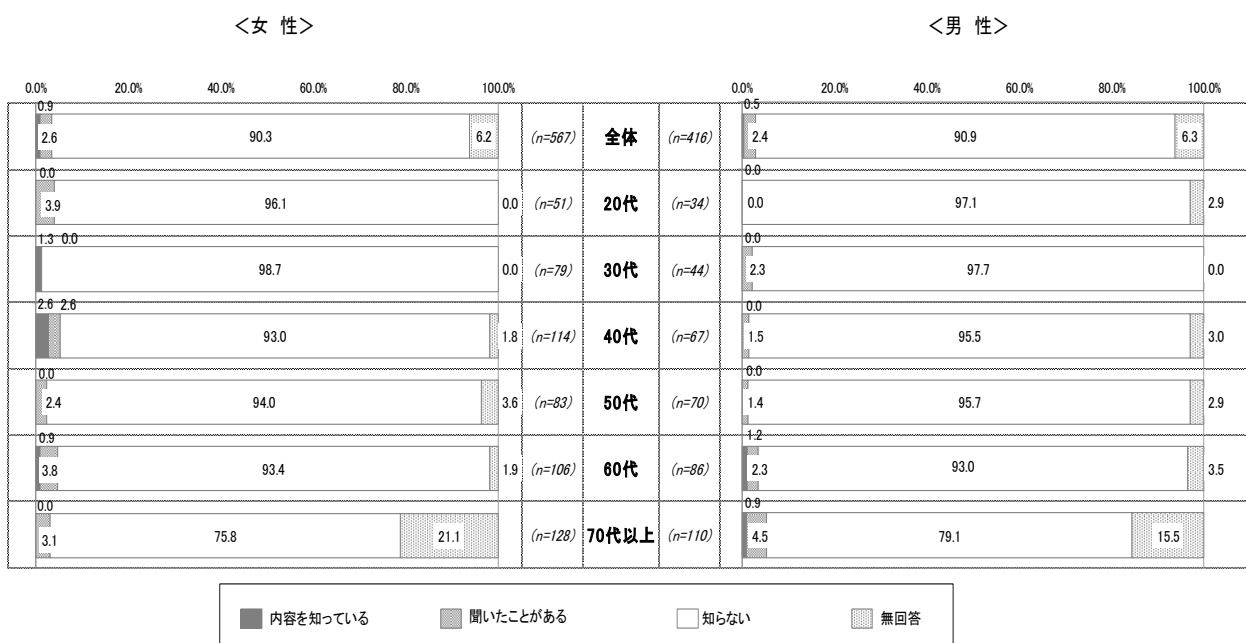 ＜女 性＞ ＜男 性＞
0.0% 20.0% 40.0% 60.0% 80.0% 100.0% 0.0% 20.0% 40.0% 60.0% 80.0% 100.0%
0.9 0.5
2.6 90.3 6.2 (n=567) 全体 (n=416) 2.4 90.9 6.3
0.0 0.0
3.9 96.1 0.0 (n=51) 20代 (n=34) 0.0 97.1 2.9
1.3 0.0 0.0
98.7 0.0 (n=79) 30代 (n=44) 2.3 97.7 0.0
2.6 2.6 0.0
93.0 1.8 (n=114) 40代 (n=67) 1.5 95.5 3.0
0.0 0.0
2.4 94.0 3.6 (n=83) 50代 (n=70) 1.4 95.7 2.9
0.9 1.2
3.8 93.4 1.9 (n=106) 60代 (n=86) 2.3 93.0 3.5
0.0 0.9
3.1 75.8 21.1 (n=128) 70代以上 (n=110) 4.5 79.1 15.5
内容を知っている 聞いたことがある 知らない 無回答